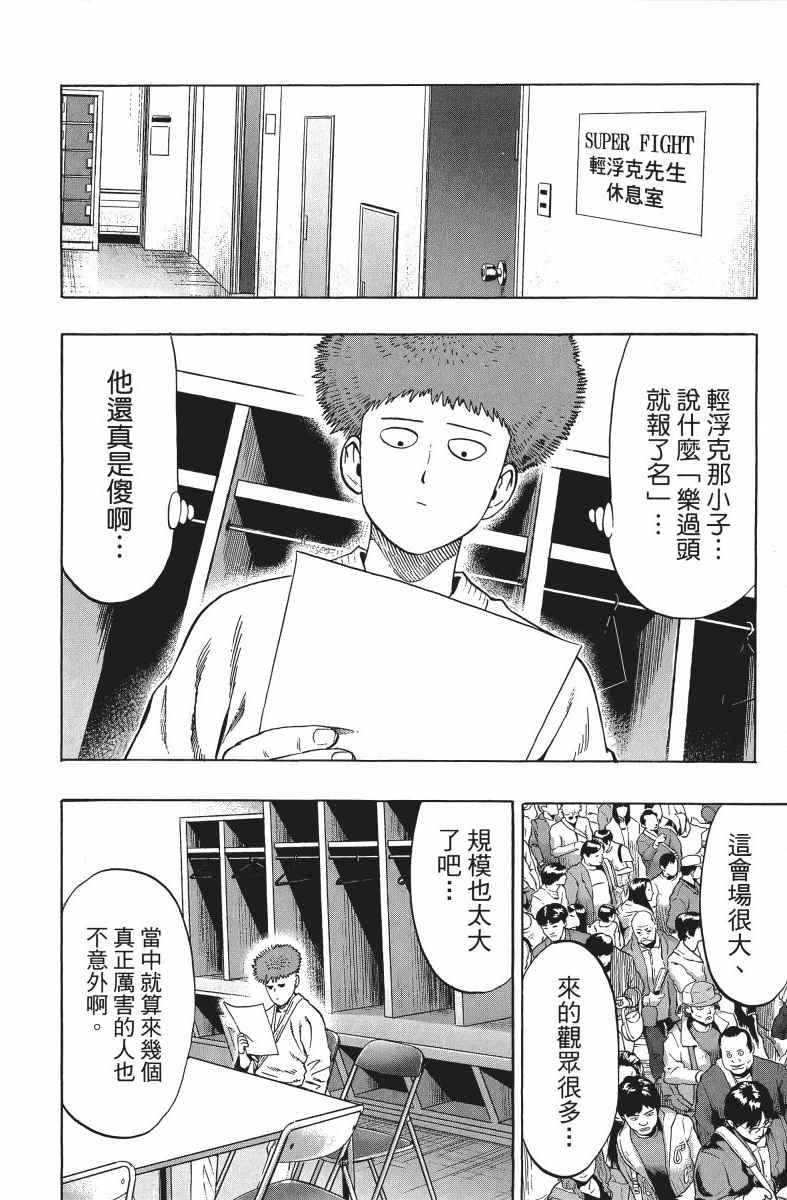 SUPER FIGHT
輕浮克先生
休息室
輕浮克那小子…
說什麼「樂過頭
就報了名」…
他還真是傻啊…
這會場很大、
來的觀眾很多…
規模也太大
了吧…
當中就算來幾個
真正厲害的人也
不意外啊。